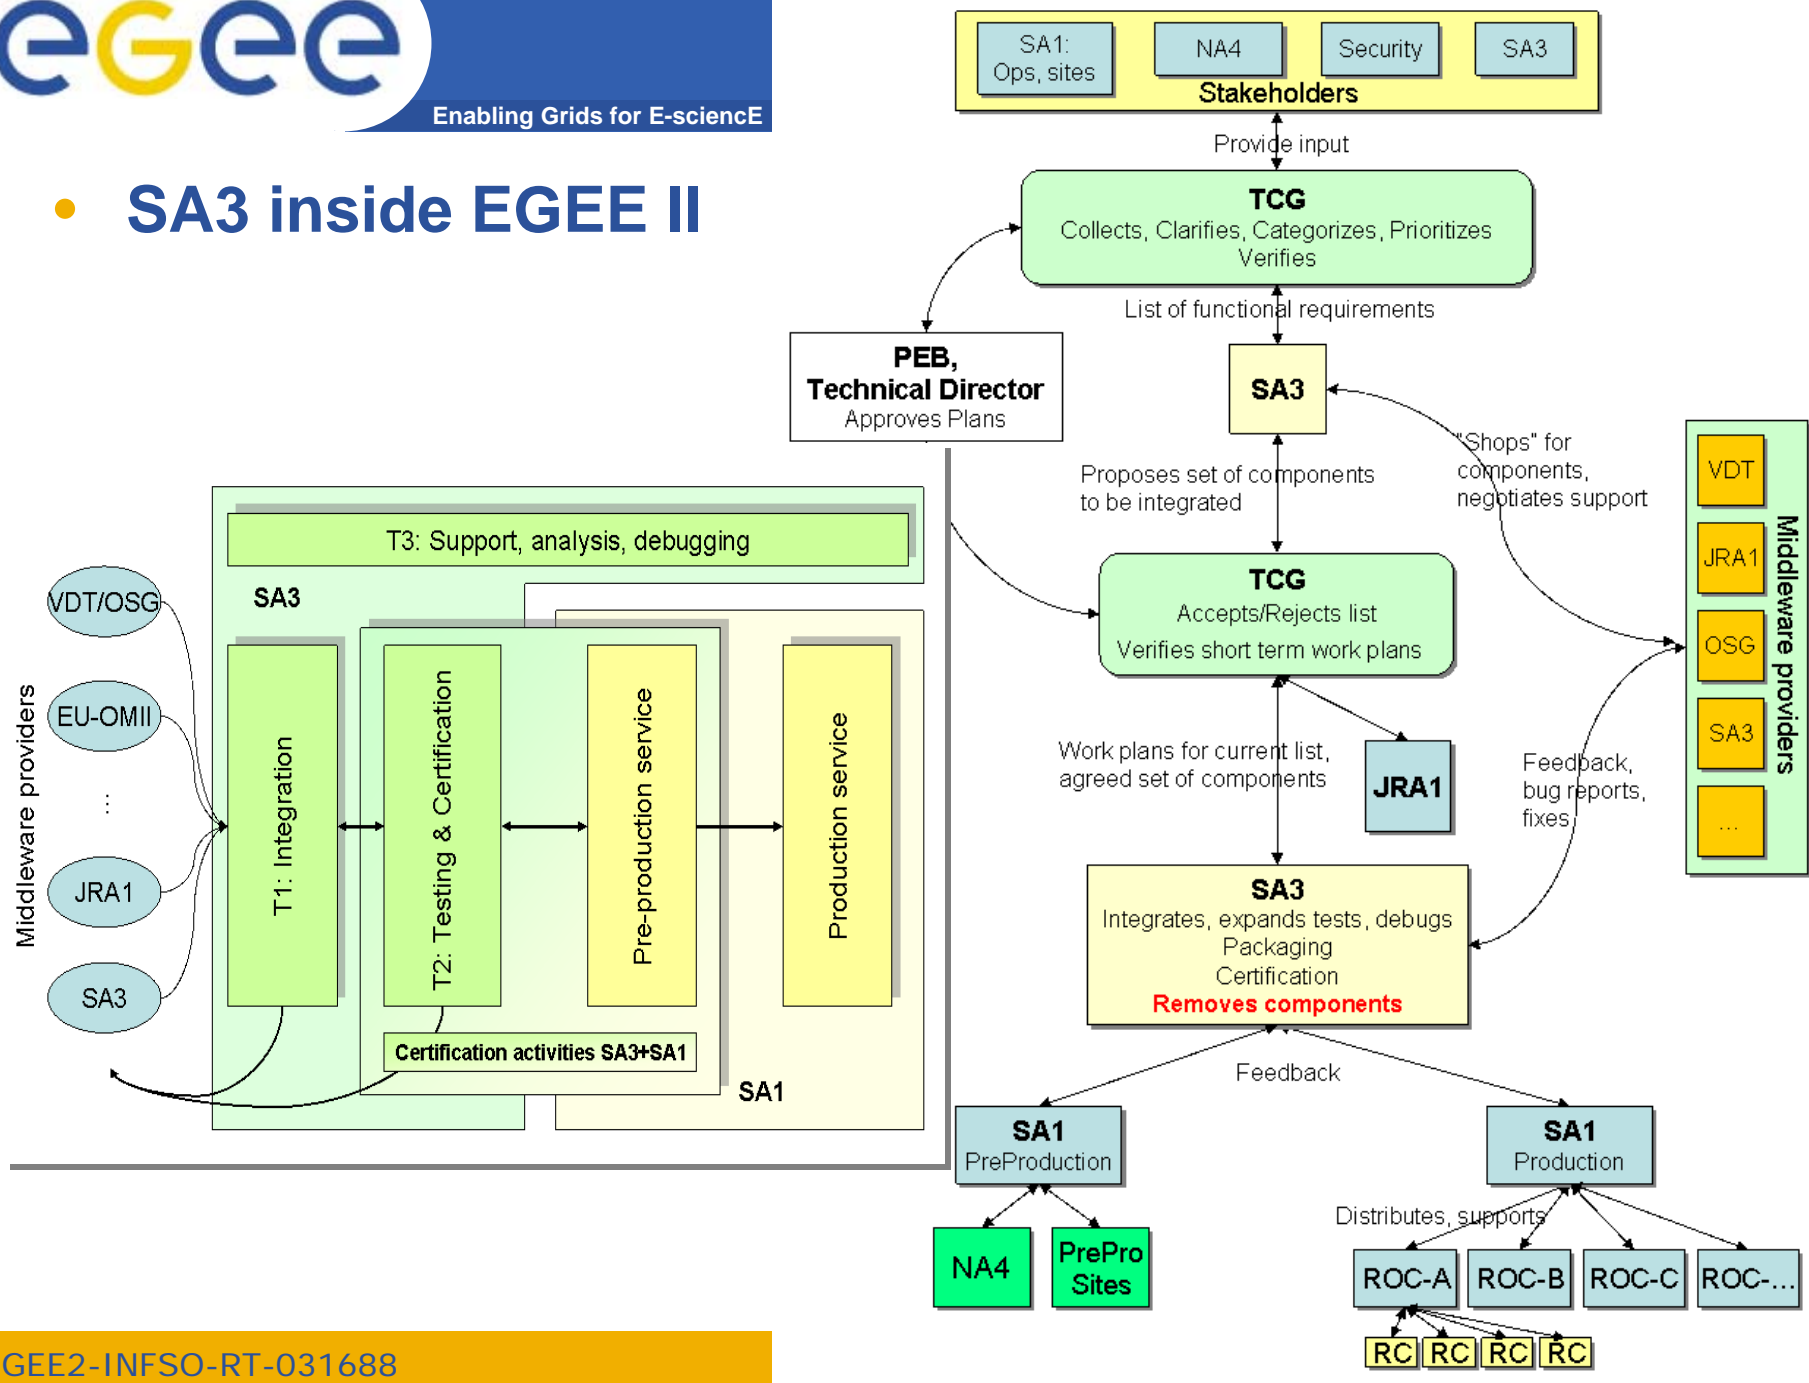 eGee
Enabling Grids for E-sciencE
• SA3 inside EGEE II
SA1:
Ops, sites
NA4
Security
SA3
Stakeholders
Provide input
TCG
Collects, Clarifies, Categorizes, Prioritizes
Verifies
List of functional requirements
PEB,
Technical Director
Approves Plans
SA3
"Shops" for
components,
negotiates support
Proposes set of components
to be integrated
TCG
Accepts/Rejects list
Verifies short term work plans
Work plans for current list,
agreed set of components
JRA1
Feedback,
bug reports,
fixes
VDT
JRA1
OSG
SA3
...
Middleware providers
SA3
Integrates, expands tests, debugs
Packaging
Certification
Removes components
Feedback
SA1
PreProduction
SA1
Production
NA4
PrePro
Sites
Distributes, supports
ROC-A
ROC-B
ROC-C
ROC-...
RC
RC
RC
RC
T3: Support, analysis, debugging
SA3
Middleware providers
VDT/OSG
EU-OMII
...
JRA1
SA3
T1: Integration
T2: Testing & Certification
Pre-production service
Production service
Certification activities SA3+SA1
SA1
GEE2-INFSO-RT-031688